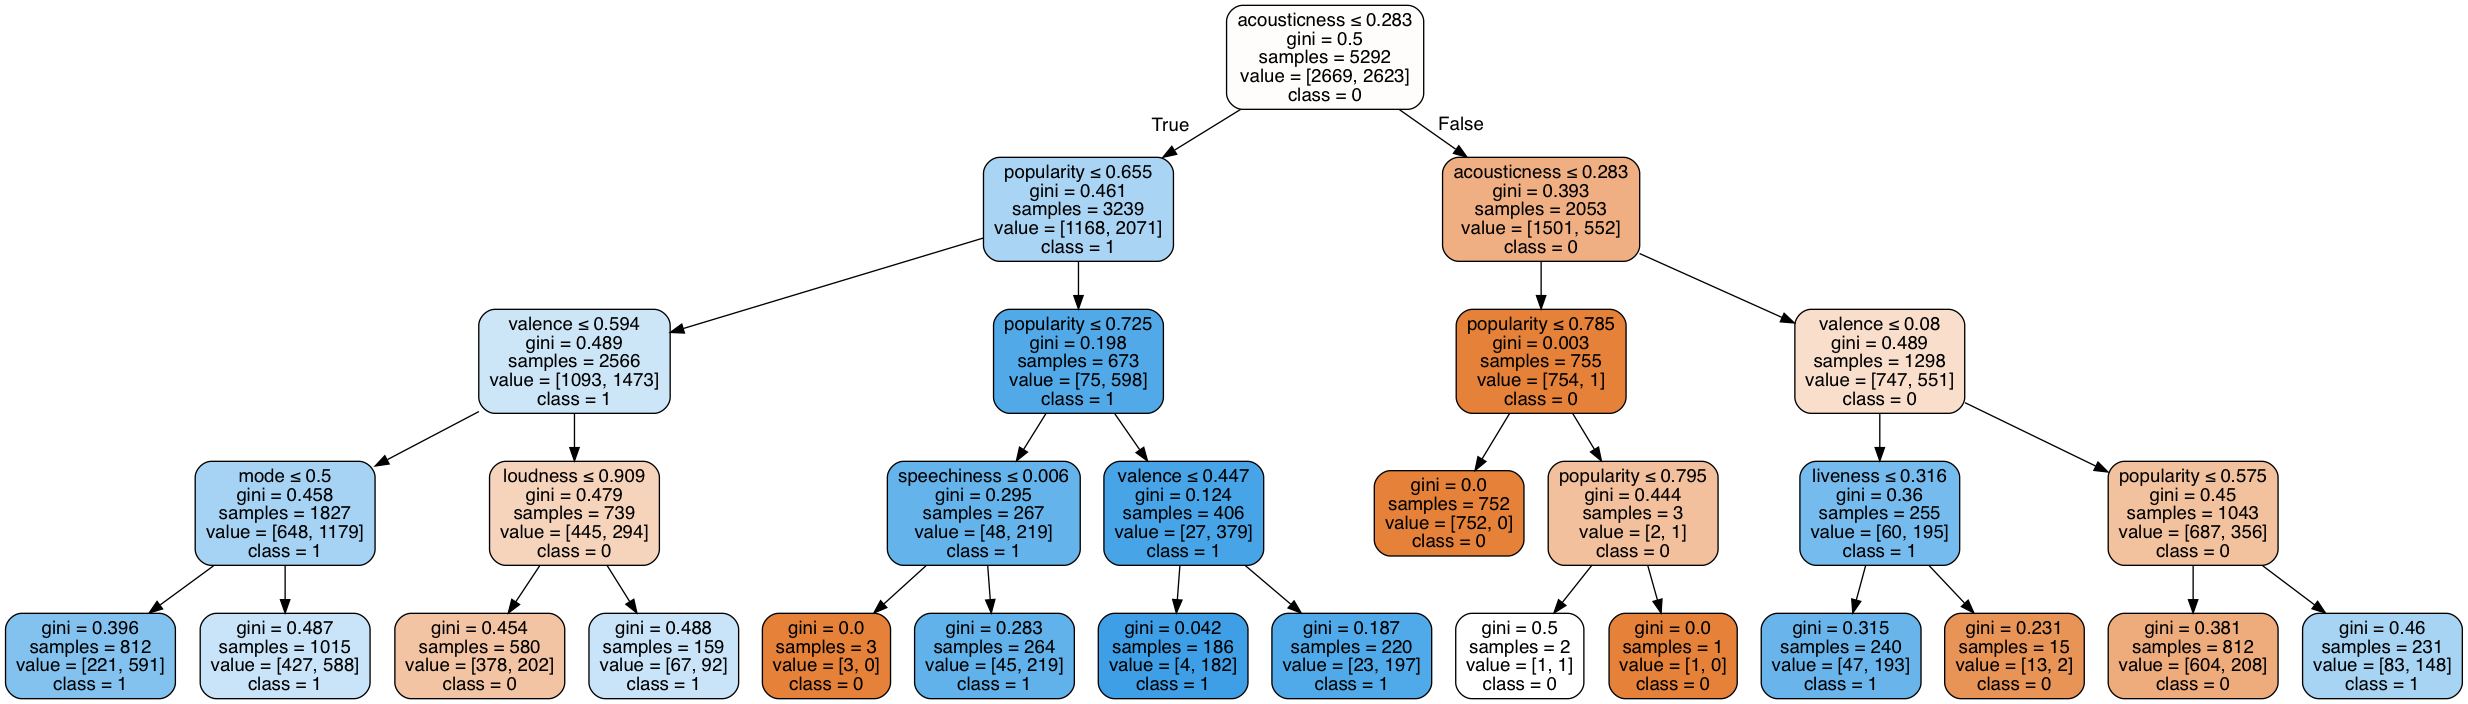 acousticness ≤ 0.283
gini = 0.5
samples = 5292
value = [2669, 2623]
class = 0
True
False
popularity ≤ 0.655
gini = 0.461
samples = 3239
value = [1168, 2071]
class = 1
acousticness ≤ 0.283
gini = 0.393
samples = 2053
value = [1501, 552]
class = 0
valence ≤ 0.594
gini = 0.489
samples = 2566
value = [1093, 1473]
class = 1
popularity ≤ 0.725
gini = 0.198
samples = 673
value = [75, 598]
class = 1
popularity ≤ 0.785
gini = 0.003
samples = 755
value = [754, 1]
class = 0
valence ≤ 0.08
gini = 0.489
samples = 1298
value = [747, 551]
class = 0
mode ≤ 0.5
gini = 0.458
samples = 1827
value = [648, 1179]
class = 1
loudness ≤ 0.909
gini = 0.479
samples = 739
value = [445, 294]
class = 0
speechiness ≤ 0.006
gini = 0.295
samples = 267
value = [48, 219]
class = 1
valence ≤ 0.447
gini = 0.124
samples = 406
value = [27, 379]
class = 1
gini = 0.0
samples = 752
value = [752, 0]
class = 0
popularity ≤ 0.795
gini = 0.444
samples = 3
value = [2, 1]
class = 0
liveness ≤ 0.316
gini = 0.36
samples = 255
value = [60, 195]
class = 1
popularity ≤ 0.575
gini = 0.45
samples = 1043
value = [687, 356]
class = 0
gini = 0.396
samples = 812
value = [221, 591]
class = 1
gini = 0.487
samples = 1015
value = [427, 588]
class = 1
gini = 0.454
samples = 580
value = [378, 202]
class = 0
gini = 0.488
samples = 159
value = [67, 92]
class = 1
gini = 0.0
samples = 3
value = [3, 0]
class = 0
gini = 0.283
samples = 264
value = [45, 219]
class = 1
gini = 0.042
samples = 186
value = [4, 182]
class = 1
gini = 0.187
samples = 220
value = [23, 197]
class = 1
gini = 0.5
samples = 2
value = [1, 1]
class = 0
gini = 0.0
samples = 1
value = [1, 0]
class = 0
gini = 0.315
samples = 240
value = [47, 193]
class = 1
gini = 0.231
samples = 15
value = [13, 2]
class = 0
gini = 0.381
samples = 812
value = [604, 208]
class = 0
gini = 0.46
samples = 231
value = [83, 148]
class = 1